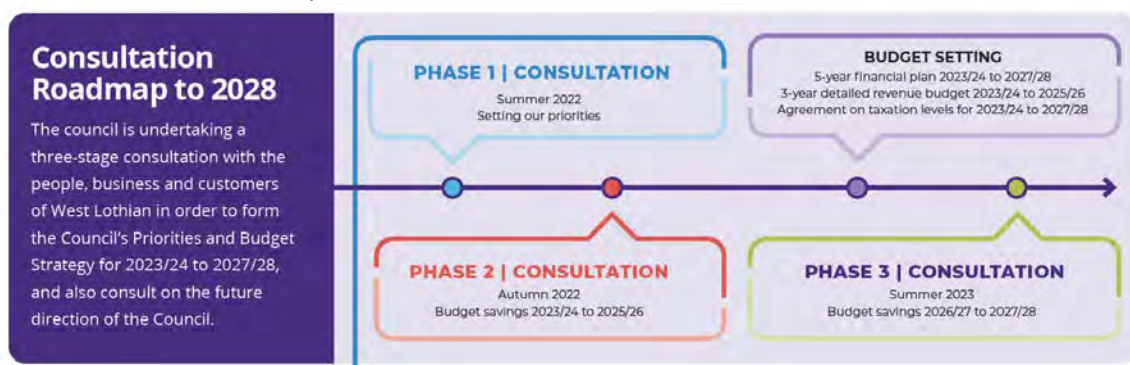 Consultation
Roadmap to 2028
The council is undertaking a
three-stage consultation with the
people, business and customers
of West Lothian in order to form
the Council's Priorities and Budget
Strategy for 2023/24 to 2027/28,
and also consult on the future
direction of the Council.
PHASE 1 | CONSULTATION
Summer 2022
Setting our priorities
BUDGET SETTING
5-year financial plan 2023/24 to 2027/28
3-year detailed revenue budget 2023/24 to 2025/26
Agreement on taxation levels for 2023/24 to 2027/28
PHASE 2 | CONSULTATION
Autumn 2022
Budget savings 2023/24 to 2025/26
PHASE 3 | CONSULTATION
Summer 2023
Budget savings 2026/27 to 2027/28